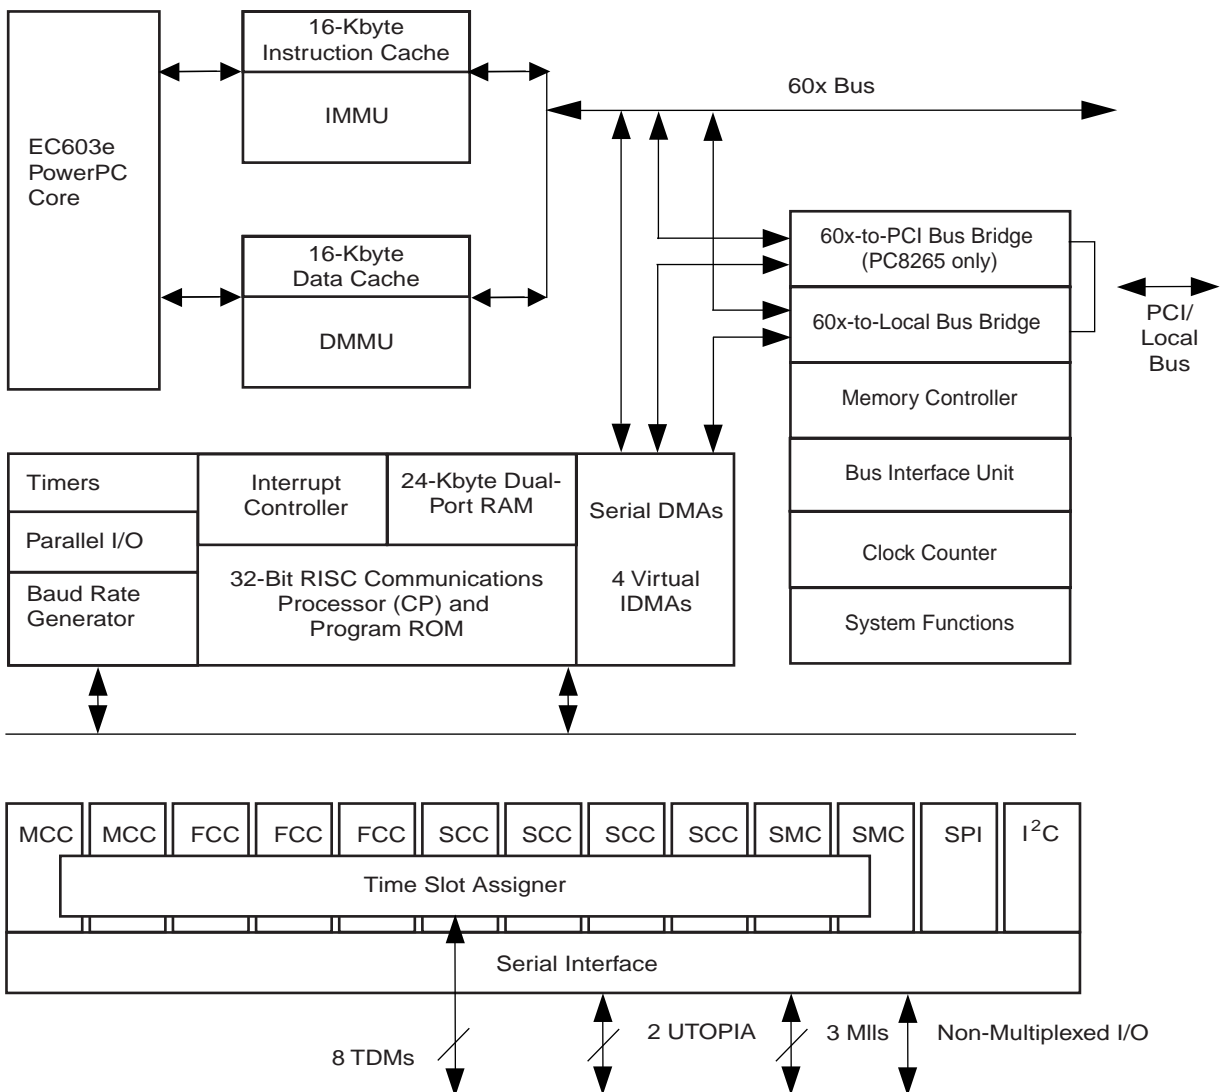 16-Kbyte
Instruction Cache
IMMU
EC603e
PowerPC
Core
16-Kbyte
Data Cache
DMMU
60x Bus
60x-to-PCI Bus Bridge
(PC8265 only)
60x-to-Local Bus Bridge
Memory Controller
Bus Interface Unit
Clock Counter
System Functions
PCI/
Local
Bus
Timers
Parallel I/O
Baud Rate
Generator
Interrupt
Controller
24-Kbyte Dual-
Port RAM
32-Bit RISC Communications
Processor (CP) and
Program ROM
Serial DMAs
4 Virtual
IDMAs
MCC MCC FCC FCC FCC SCC SCC SCC SCC SMC SMC SPI I²C
Time Slot Assigner
Serial Interface
8 TDMs
2 UTOPIA
3 MIIs
Non-Multiplexed I/O